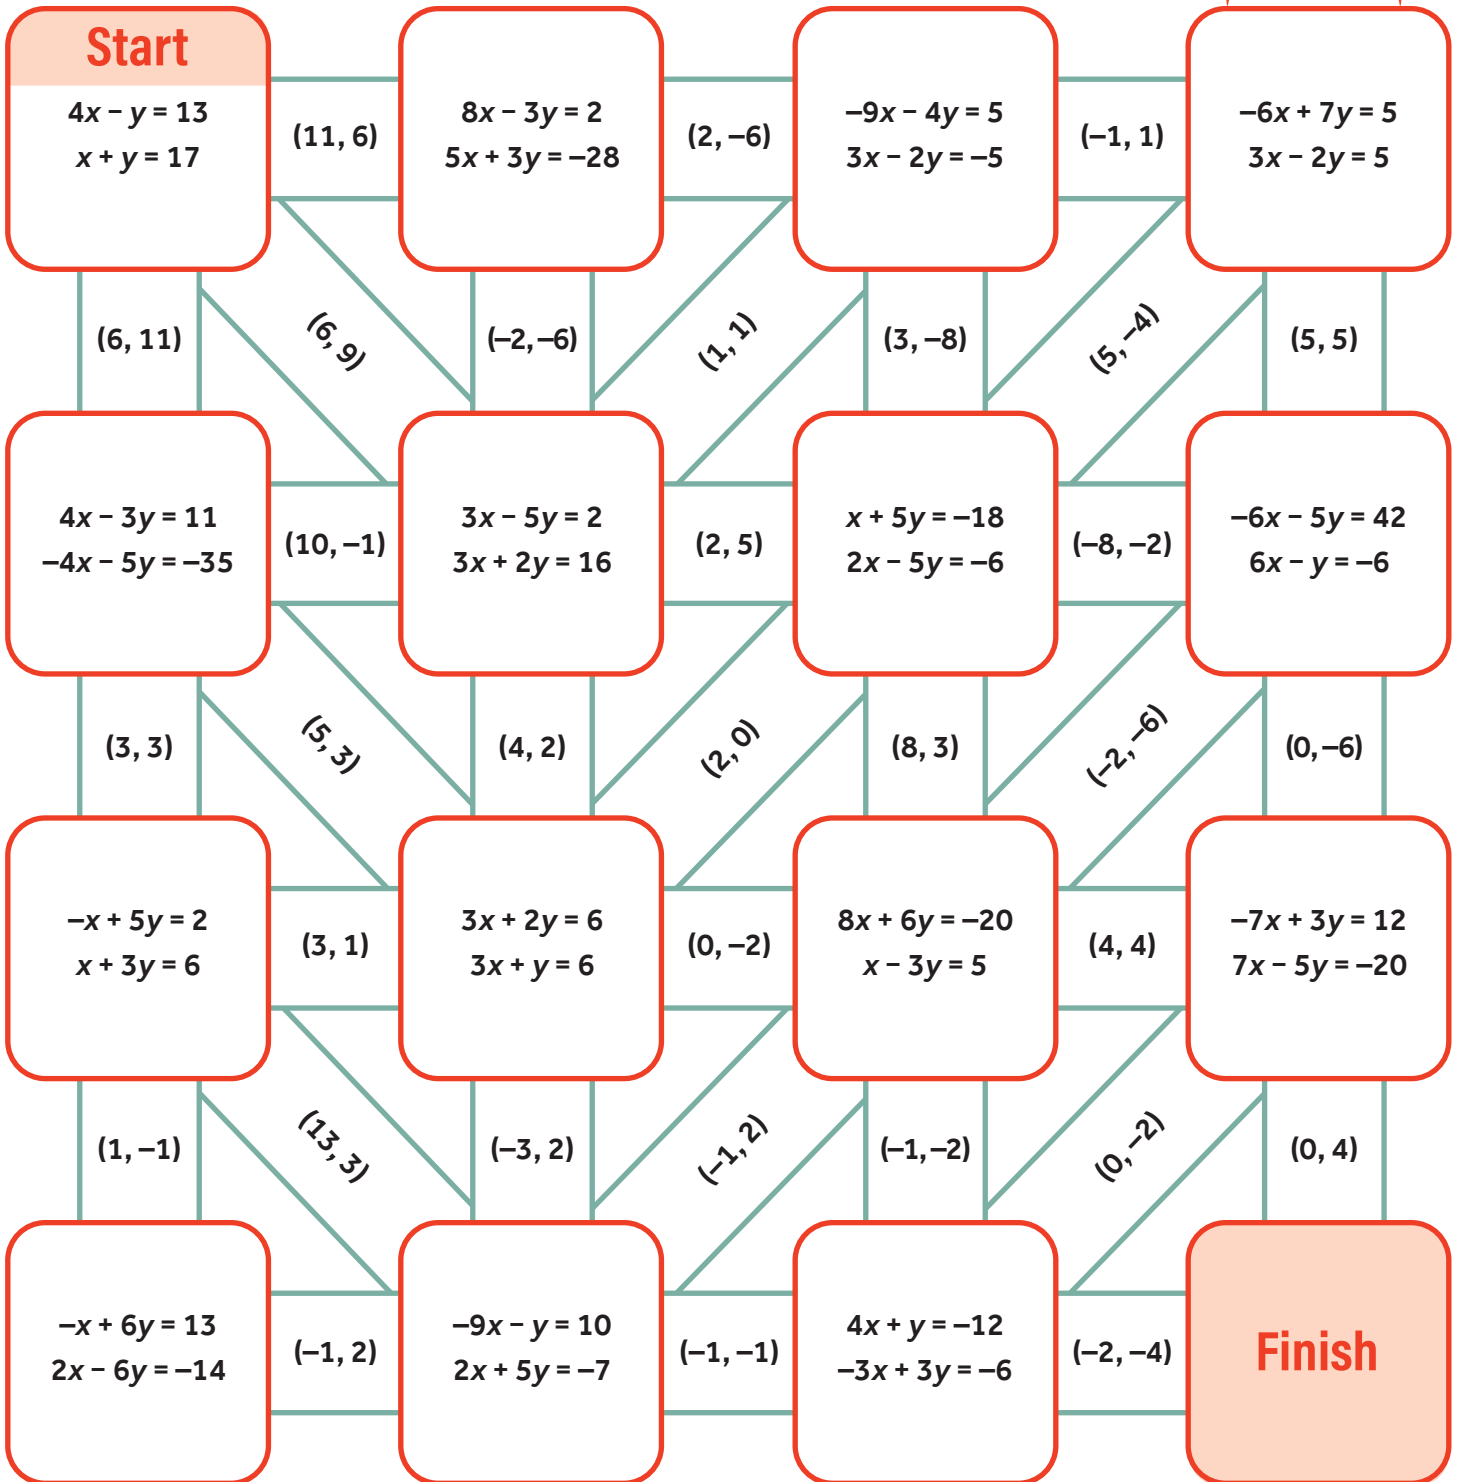 Start
4x − y = 13
x + y = 17
(11, 6)
8x − 3y = 2
5x + 3y = −28
(2, −6)
−9x − 4y = 5
3x − 2y = −5
(−1, 1)
−6x + 7y = 5
3x − 2y = 5
(6, 11)
(6, 9)
(−2, −6)
(1, 1)
(3, −8)
(5, −4)
(5, 5)
4x − 3y = 11
−4x − 5y = −35
(10, −1)
3x − 5y = 2
3x + 2y = 16
(2, 5)
x + 5y = −18
2x − 5y = −6
(−8, −2)
−6x − 5y = 42
6x − y = −6
(3, 3)
(5, 3)
(4, 2)
(2, 0)
(8, 3)
(−2, −6)
(0, −6)
−x + 5y = 2
x + 3y = 6
(3, 1)
3x + 2y = 6
3x + y = 6
(0, −2)
8x + 6y = −20
x − 3y = 5
(4, 4)
−7x + 3y = 12
7x − 5y = −20
(1, −1)
(13, 3)
(−3, 2)
(−1, 2)
(−1, −2)
(0, −2)
(0, 4)
−x + 6y = 13
2x − 6y = −14
(−1, 2)
−9x − y = 10
2x + 5y = −7
(−1, −1)
4x + y = −12
−3x + 3y = −6
(−2, −4)
Finish